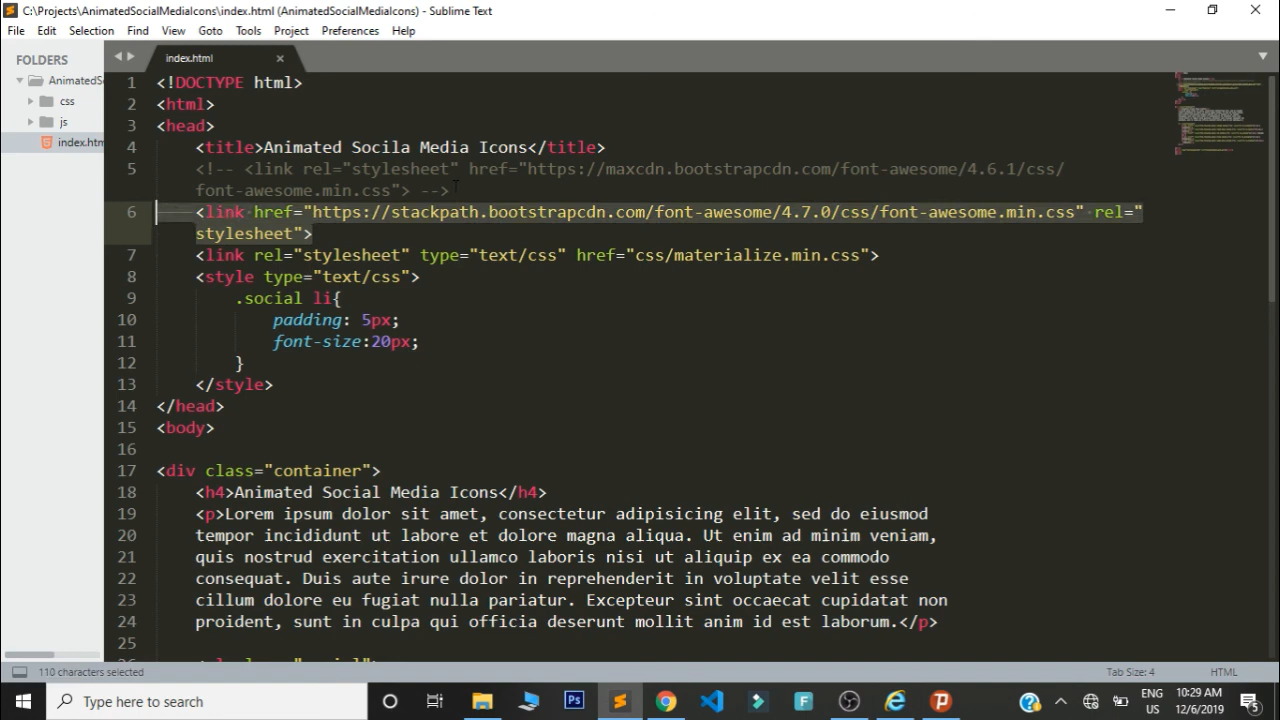 C:\Projects\AnimatedSocialMedialcons\index.html (AnimatedSocialMedialcons) - Sublime Text
File Edit Selection Find View Goto Tools Project Preferences Help
FOLDERS
AnimatedSo
css
js
index.htm
index.html
1 <!DOCTYPE html>
2 <html>
3 <head>
4 <title>Animated Socila Media Icons</title>
5 <!-- <link rel="stylesheet" href="https://maxcdn.bootstrapcdn.com/font-awesome/4.6.1/css/
font-awesome.min.css"> -->
6 <link href="https://stackpath.bootstrapcdn.com/font-awesome/4.7.0/css/font-awesome.min.css" rel="
stylesheet">
7 <link rel="stylesheet" type="text/css" href="css/materialize.min.css">
8 <style type="text/css">
9 .social li{
10 padding: 5px;
11 font-size:20px;
12 }
13 </style>
14 </head>
15 <body>
16
17 <div class="container">
18 <h4>Animated Social Media Icons</h4>
19 <p>Lorem ipsum dolor sit amet, consectetur adipisicing elit, sed do eiusmod
20 tempor incididunt ut labore et dolore magna aliqua. Ut enim ad minim veniam,
21 quis nostrud exercitation ullamco laboris nisi ut aliquip ex ea commodo
22 consequat. Duis aute irure dolor in reprehenderit in voluptate velit esse
23 cillum dolore eu fugiat nulla pariatur. Excepteur sint occaecat cupidatat non
24 proident, sunt in culpa qui officia deserunt mollit anim id est laborum.</p>
25
110 characters selected
Tab Size: 4
HTML
Type here to search
ENG
US
10:29 AM
12/6/2019
5